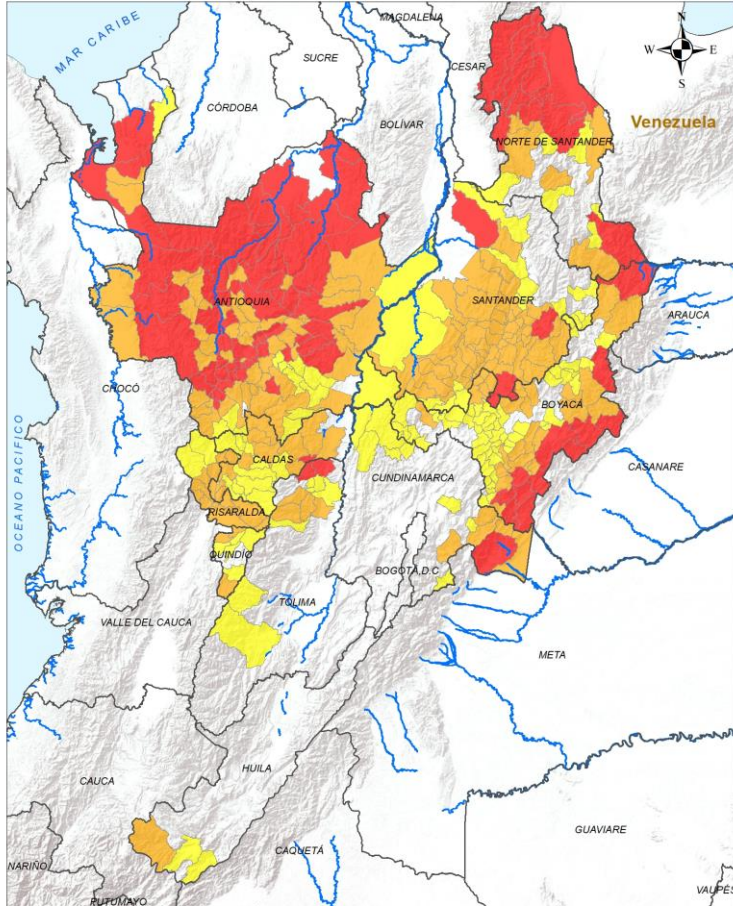 MAR CARIBE
MAGDALENA
N
W
E
S
SUCRE
CESAR
CÓRDOBA
BOLÍVAR
Venezuela
NORTE DE SANTANDER
ANTIOQUIA
SANTANDER
ARAUCA
CHOCÓ
BOYACÁ
OCEANO PACIFICO
CALDAS
CUNDINAMARCA
CASANARE
RISARALDA
QUINDÍO
BOGOTÁ,D.C
TOLIMA
VALLE DEL CAUCA
META
HUILA
CAUCA
GUAVIARE
CAQUETÁ
NARIÑO
PUTUMAYO
VAUPÉS